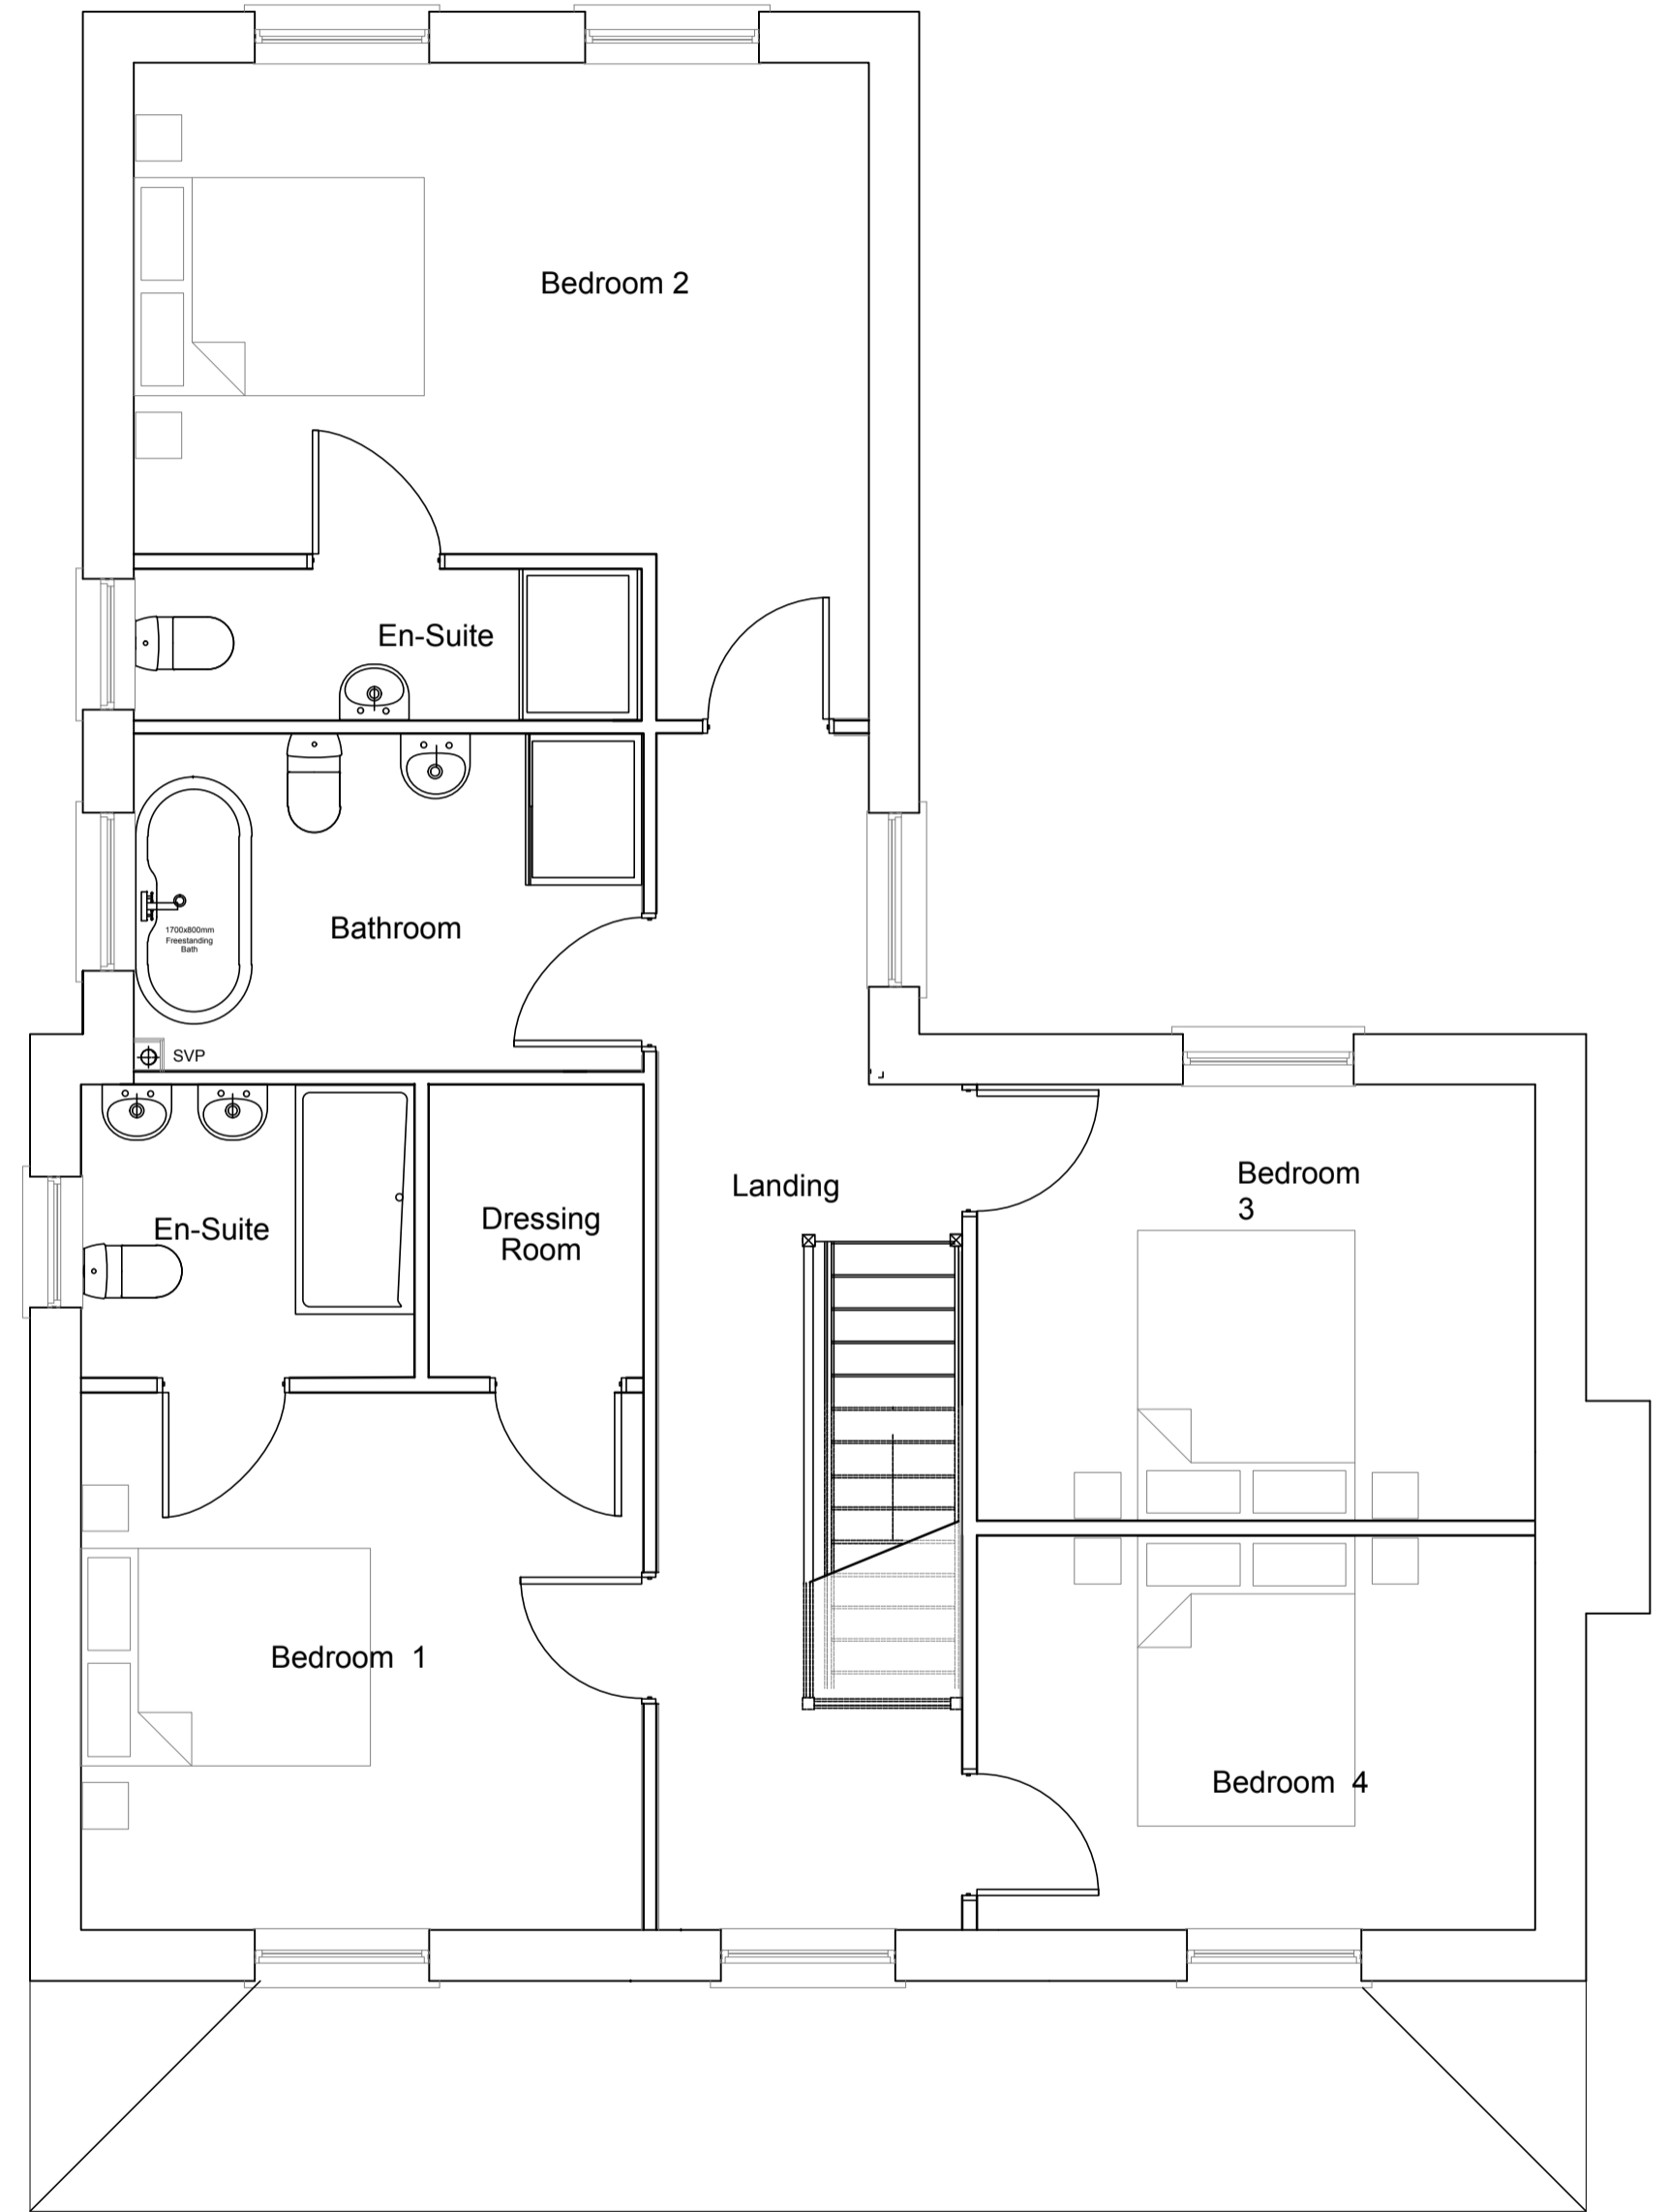 Bedroom 2
En-Suite
1700x800mm
Freestanding
Bath
Bathroom
SVP
En-Suite
Dressing
Room
Landing
Bedroom
3
Bedroom 1
Bedroom 4